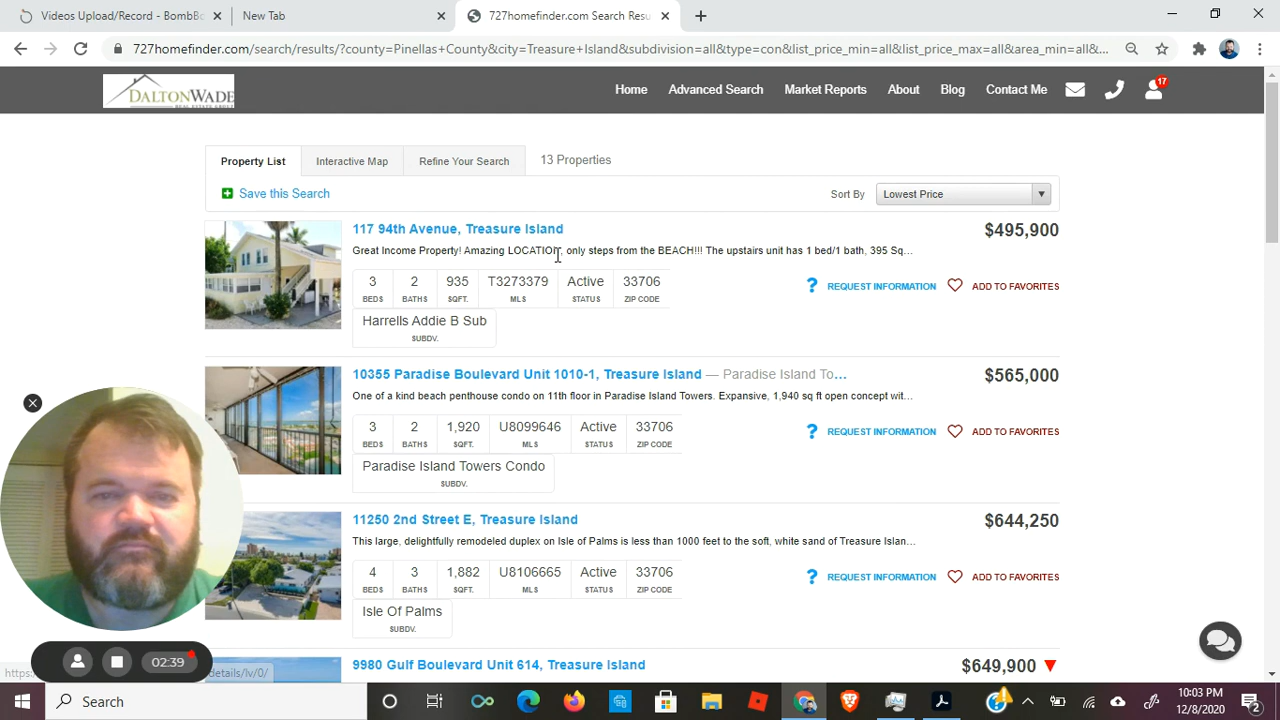 Videos Upload/Record - BombBo
New Tab
727homefinder.com Search Resu
727homefinder.com/search/results/?county=Pinellas+County&city=Treasure+Island&subdivision=all&type=con&list_price_min=all&list_price_max=all&area_min=all&...
DALTONWADE
REAL ESTATE GROUP
Home
Advanced Search
Market Reports
About
Blog
Contact Me
17
Property List
Interactive Map
Refine Your Search
13 Properties
Save this Search
Sort By
Lowest Price
117 94th Avenue, Treasure Island
$495,900
Great Income Property! Amazing LOCATION, only steps from the BEACH!!! The upstairs unit has 1 bed/1 bath, 395 Sq...
3 2 935 T3273379 Active 33706
BEDS BATHS SQFT. MLS STATUS ZIP CODE
REQUEST INFORMATION
ADD TO FAVORITES
Harrells Addie B Sub
SUBDV.
10355 Paradise Boulevard Unit 1010-1, Treasure Island — Paradise Island To...
$565,000
One of a kind beach penthouse condo on 11th floor in Paradise Island Towers. Expansive, 1,940 sq ft open concept wit...
3 2 1,920 U8099646 Active 33706
BEDS BATHS SQFT. MLS STATUS ZIP CODE
REQUEST INFORMATION
ADD TO FAVORITES
Paradise Island Towers Condo
SUBDV.
11250 2nd Street E, Treasure Island
$644,250
This large, delightfully remodeled duplex on Isle of Palms is less than 1000 feet to the soft, white sand of Treasure Islan...
4 3 1,882 U8106665 Active 33706
BEDS BATHS SQFT. MLS STATUS ZIP CODE
REQUEST INFORMATION
ADD TO FAVORITES
Isle Of Palms
SUBDV.
9980 Gulf Boulevard Unit 614, Treasure Island
$649,900
02:39
https:
details/lv/0/
Search
10:03 PM
12/8/2020
2